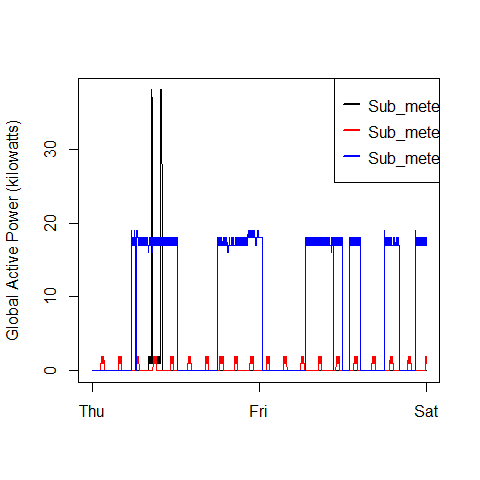 Global Active Power (kilowatts)
30
20
10
0
Sub_mete
Sub_mete
Sub_mete
Thu Fri Sat